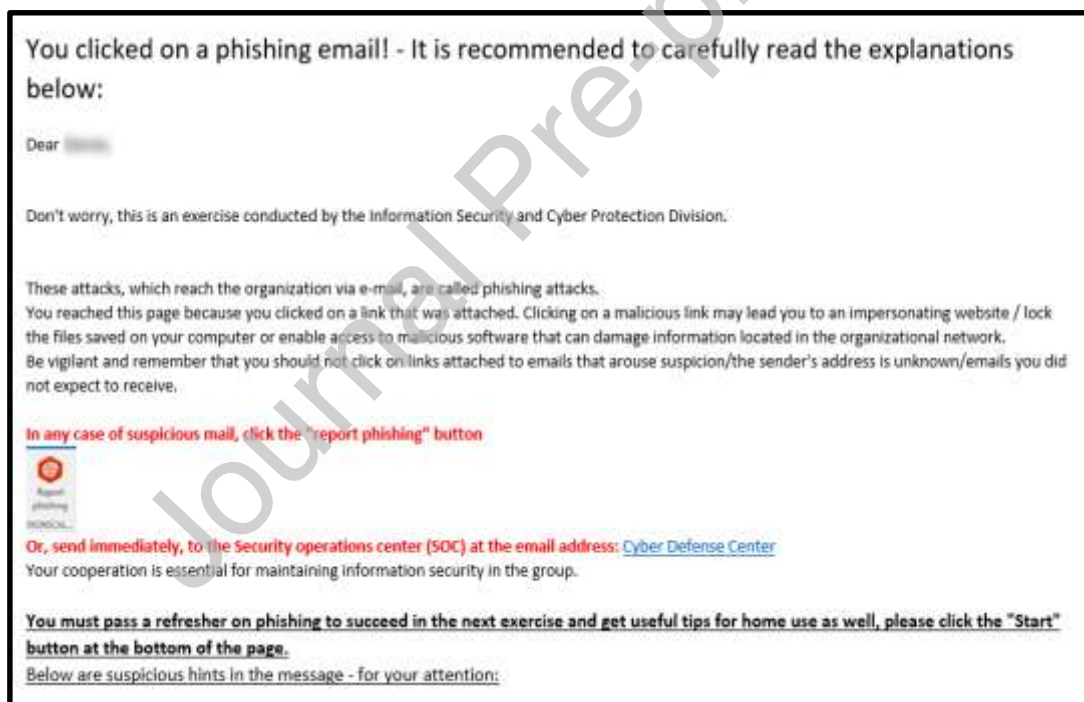 You clicked on a phishing email! - It is recommended to carefully read the explanations
below:
Dear
Don't worry, this is an exercise conducted by the Information Security and Cyber Protection Division.
These attacks, which reach the organization via e-mail, are called phishing attacks.
You reached this page because you clicked on a link that was attached. Clicking on a malicious link may lead you to an impersonating website / lock
the files saved on your computer or enable access to malicious software that can damage information located in the organizational network.
Be vigilant and remember that you should not click on links attached to emails that arouse suspicion/the sender's address is unknown/emails you did
not expect to receive.
In any case of suspicious mail, click the "report phishing" button
Report
phishing
Or, send immediately, to the Security operations center (SOC) at the email address: Cyber Defense Center
Your cooperation is essential for maintaining information security in the group.
You must pass a refresher on phishing to succeed in the next exercise and get useful tips for home use as well, please click the "Start"
button at the bottom of the page.
Below are suspicious hints in the message - for your attention:
Journal Pre-p